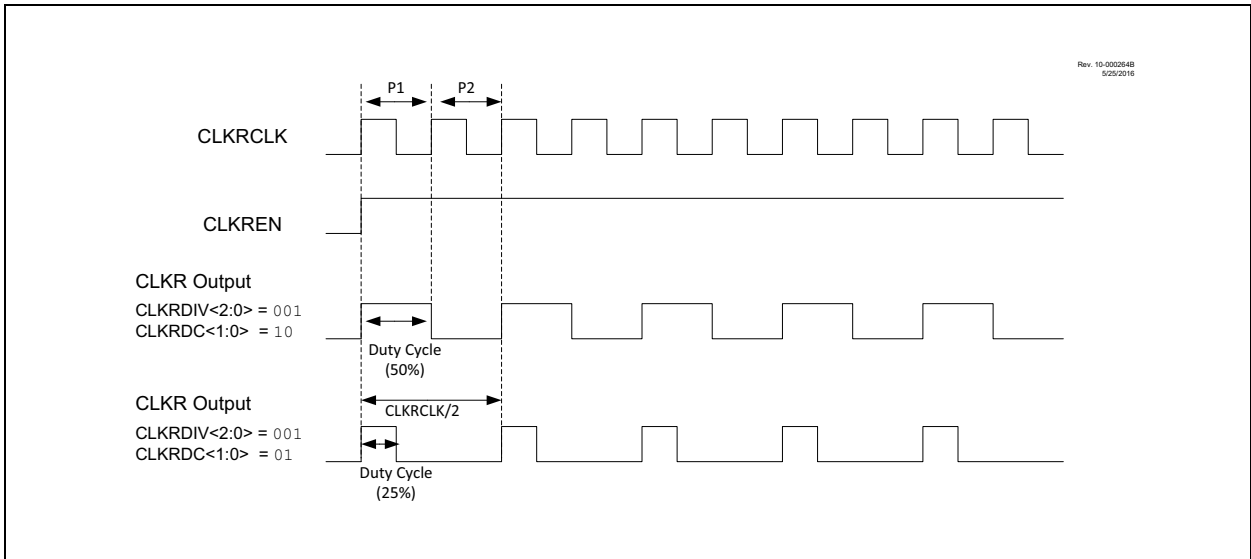 Rev. 10-000264B
5/25/2016
P1
P2
CLKRCLK
CLKREN
CLKR Output
CLKRDIV<2:0> = 001
CLKRDC<1:0> = 10
Duty Cycle
(50%)
CLKR Output
CLKRCLK/2
CLKRDIV<2:0> = 001
CLKRDC<1:0> = 01
Duty Cycle
(25%)